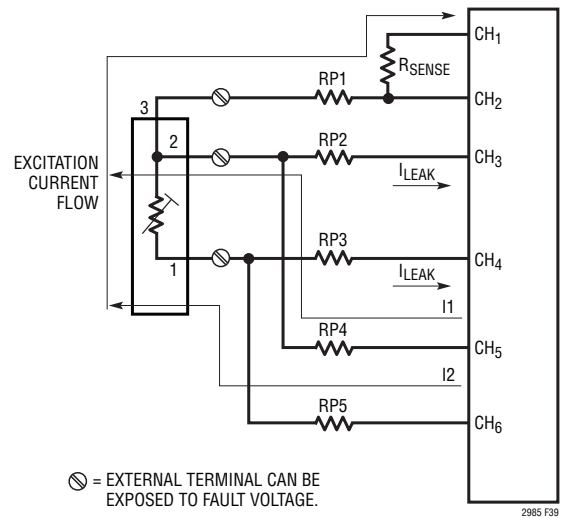 CH1
RSENSE
RP1
CH2
3
2
RP2
CH3
EXCITATION
CURRENT
FLOW
ILEAK
RP3
CH4
1
ILEAK
I1
RP4
CH5
I2
RP5
CH6
= EXTERNAL TERMINAL CAN BE
EXPOSED TO FAULT VOLTAGE.
2985 F39